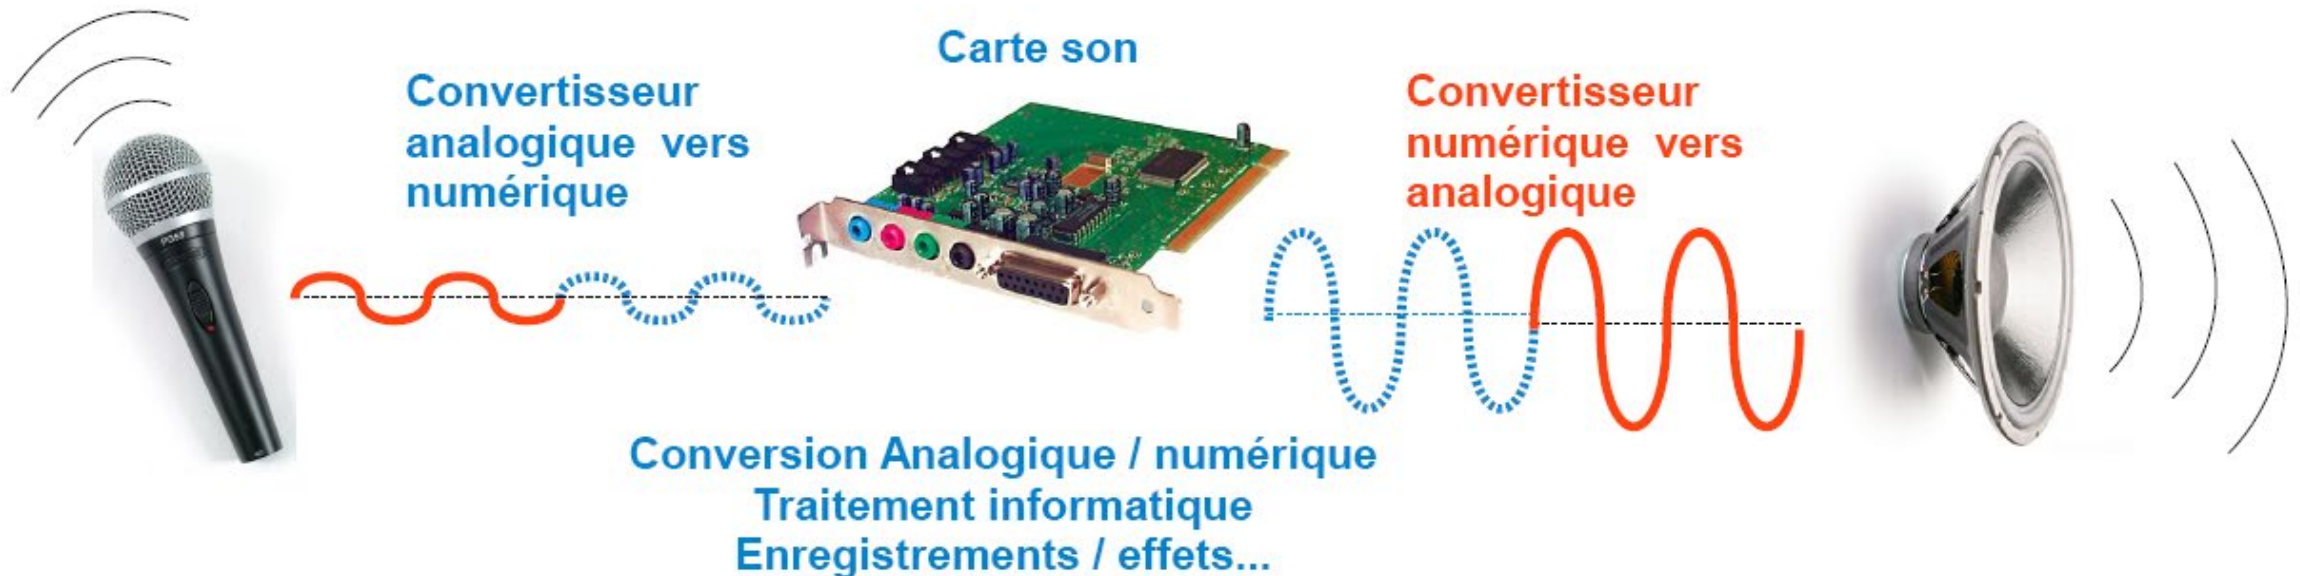 Carte son
Convertisseur
analogique vers
numérique
Convertisseur
numérique vers
analogique
Conversion Analogique / numérique
Traitement informatique
Enregistrements / effets...